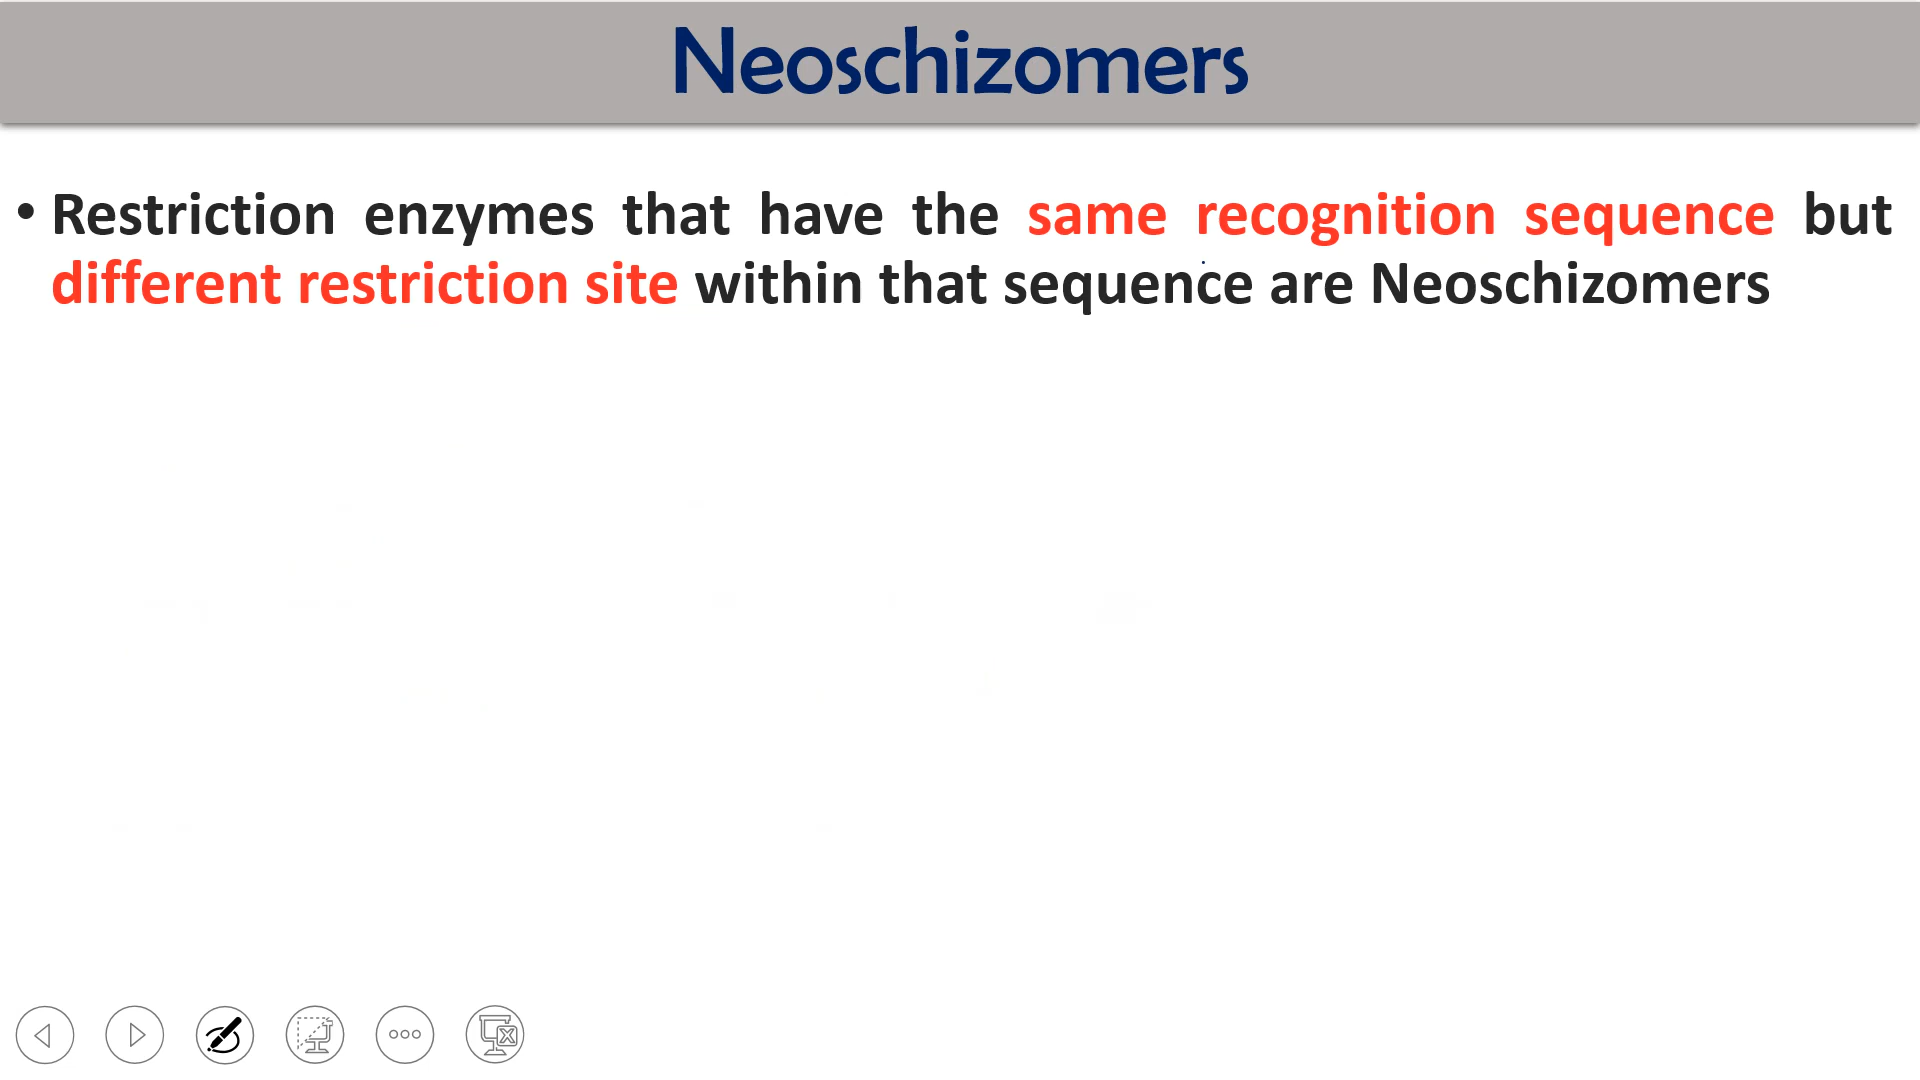 Neoschizomers
• Restriction enzymes that have the same recognition sequence but
different restriction site within that sequence are Neoschizomers